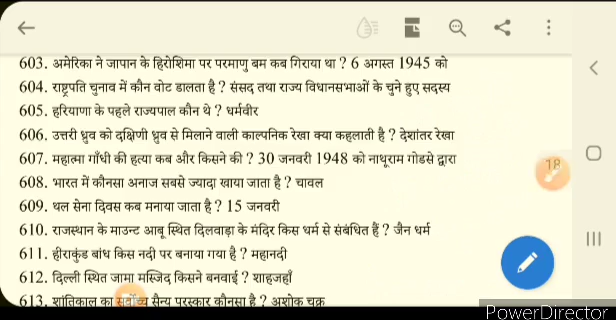 603. अमेरिका ने जापान के हिरोशिमा पर परमाणु बम कब गिराया था ? 6 अगस्त 1945 को
604. राष्ट्रपति चुनाव में कौन वोट डालता है ? संसद तथा राज्य विधानसभाओं के चुने हुए सदस्य
605. हरियाणा के पहले राज्यपाल कौन थे ? धर्मवीर
606. उत्तरी ध्रुव को दक्षिणी ध्रुव से मिलाने वाली काल्पनिक रेखा क्या कहलाती है ? देशांतर रेखा
607. महात्मा गाँधी की हत्या कब और किसने की ? 30 जनवरी 1948 को नाथूराम गोडसे द्वारा
18
608. भारत में कौनसा अनाज सबसे ज्यादा खाया जाता है ? चावल
609. थल सेना दिवस कब मनाया जाता है ? 15 जनवरी
610. राजस्थान के माउन्ट आबू स्थित दिलवाड़ा के मंदिर किस धर्म से संबंधित हैं ? जैन धर्म
611. हीराकुंड बांध किस नदी पर बनाया गया है ? महानदी
612. दिल्ली स्थित जामा मस्जिद किसने बनवाई ? शाहजहाँ
613. शांतिकाल का सर्वोच्च सैन्य पुरस्कार कौनसा है ? अशोक चक्र
PowerDirector